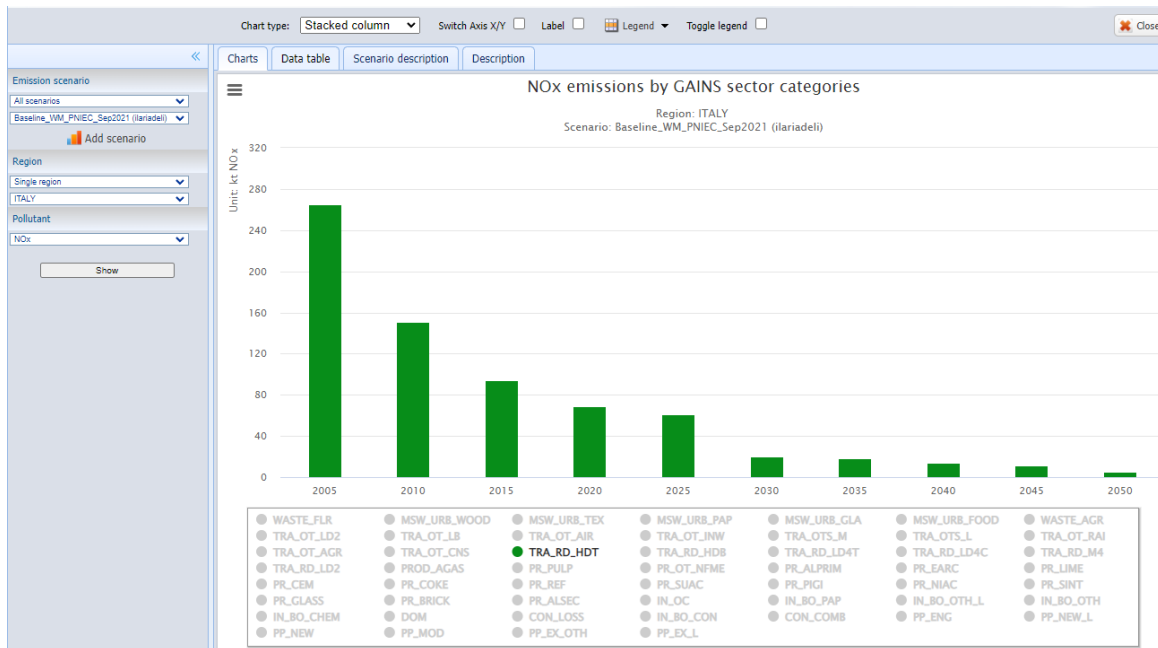 Chart type: Stacked column Switch Axis X/Y Label Legend Toggle legend Close
Charts Data table Scenario description Description
Emission scenario
All scenarios
Baseline_WM_PNIEC_Sep2021 (ilariadeli)
Add scenario
Region
Single region
ITALY
Pollutant
NOx
Show
NOx emissions by GAINS sector categories
Region: ITALY
Scenario: Baseline_WM_PNIEC_Sep2021 (ilariadeli)
Unit: kt NOx
320
280
240
200
160
120
80
40
0
2005 2010 2015 2020 2025 2030 2035 2040 2045 2050
WASTE_FLR MSW_URB_WOOD MSW_URB_TEX MSW_URB_PAP MSW_URB_GLA MSW_URB_FOOD WASTE_AGR
TRA_OT_LD2 TRA_OT_LB TRA_OT_AIR TRA_OT_INW TRA_OTS_M TRA_OTS_L TRA_OT_RAI
TRA_OT_AGR TRA_OT_CNS TRA_RD_HDT TRA_RD_HDB TRA_RD_LD4T TRA_RD_LD4C TRA_RD_M4
TRA_RD_LD2 PROD_AGAS PR_PULP PR_OT_NFME PR_ALPRIM PR_EARC PR_LIME
PR_CEM PR_COKE PR_REF PR_SUAC PR_PIGI PR_NIAC PR_SINT
PR_GLASS PR_BRICK PR_ALSEC IN_OC IN_BO_PAP IN_BO_OTH_L IN_BO_OTH
IN_BO_CHEM DOM CON_LOSS IN_BO_CON CON_COMB PP_ENG PP_NEW_L
PP_NEW PP_MOD PP_EX_OTH PP_EX_L